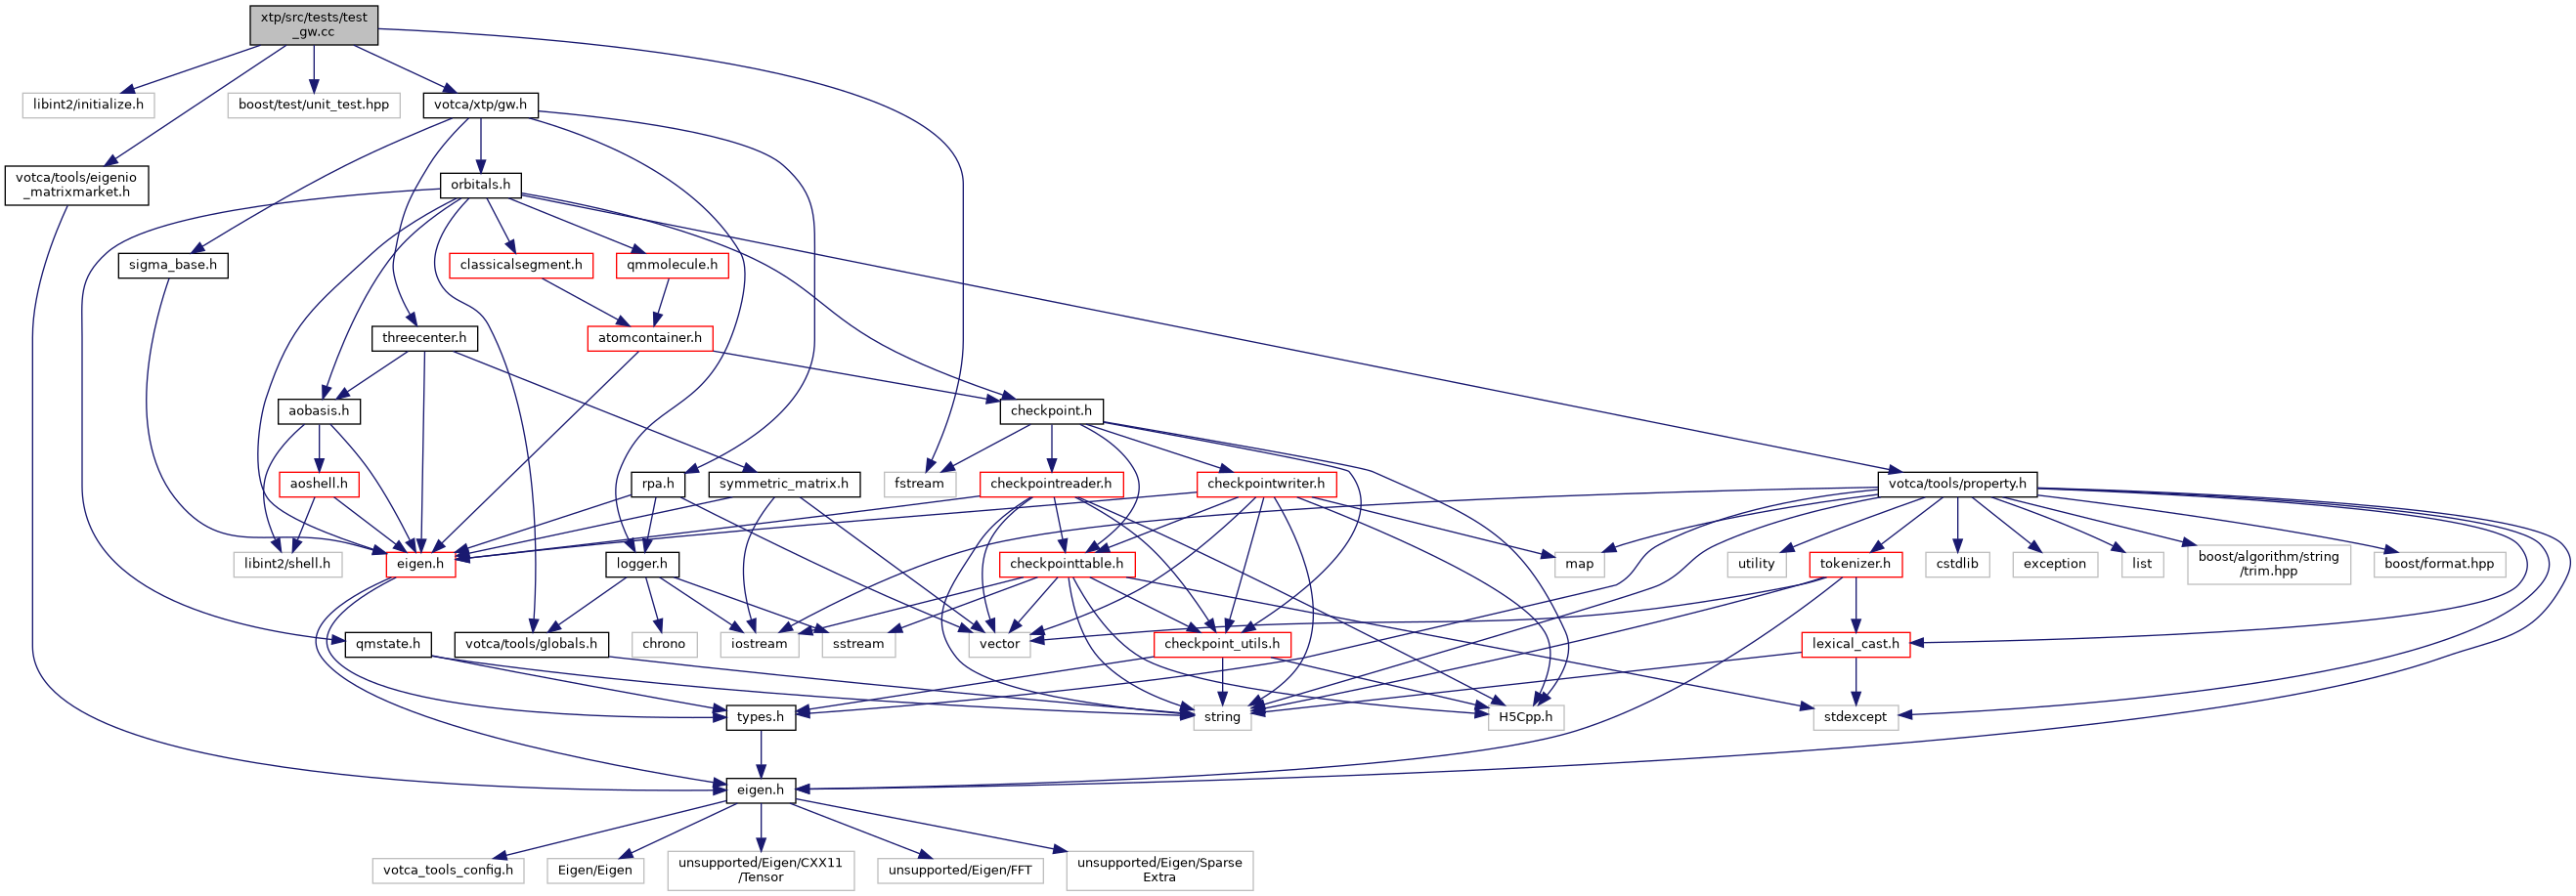 xtp/src/tests/test
_gw.cc
libint2/initialize.h
boost/test/unit_test.hpp
votca/xtp/gw.h
votca/tools/eigenio
_matrixmarket.h
orbitals.h
sigma_base.h
classicalsegment.h
qmmolecule.h
threecenter.h
atomcontainer.h
aobasis.h
checkpoint.h
aoshell.h
rpa.h
symmetric_matrix.h
fstream
checkpointreader.h
checkpointwriter.h
votca/tools/property.h
libint2/shell.h
eigen.h
logger.h
checkpointtable.h
map
utility
tokenizer.h
cstdlib
exception
list
boost/algorithm/string
/trim.hpp
boost/format.hpp
qmstate.h
votca/tools/globals.h
chrono
iostream
sstream
vector
checkpoint_utils.h
lexical_cast.h
types.h
string
H5Cpp.h
stdexcept
eigen.h
votca_tools_config.h
Eigen/Eigen
unsupported/Eigen/CXX11
/Tensor
unsupported/Eigen/FFT
unsupported/Eigen/Sparse
Extra